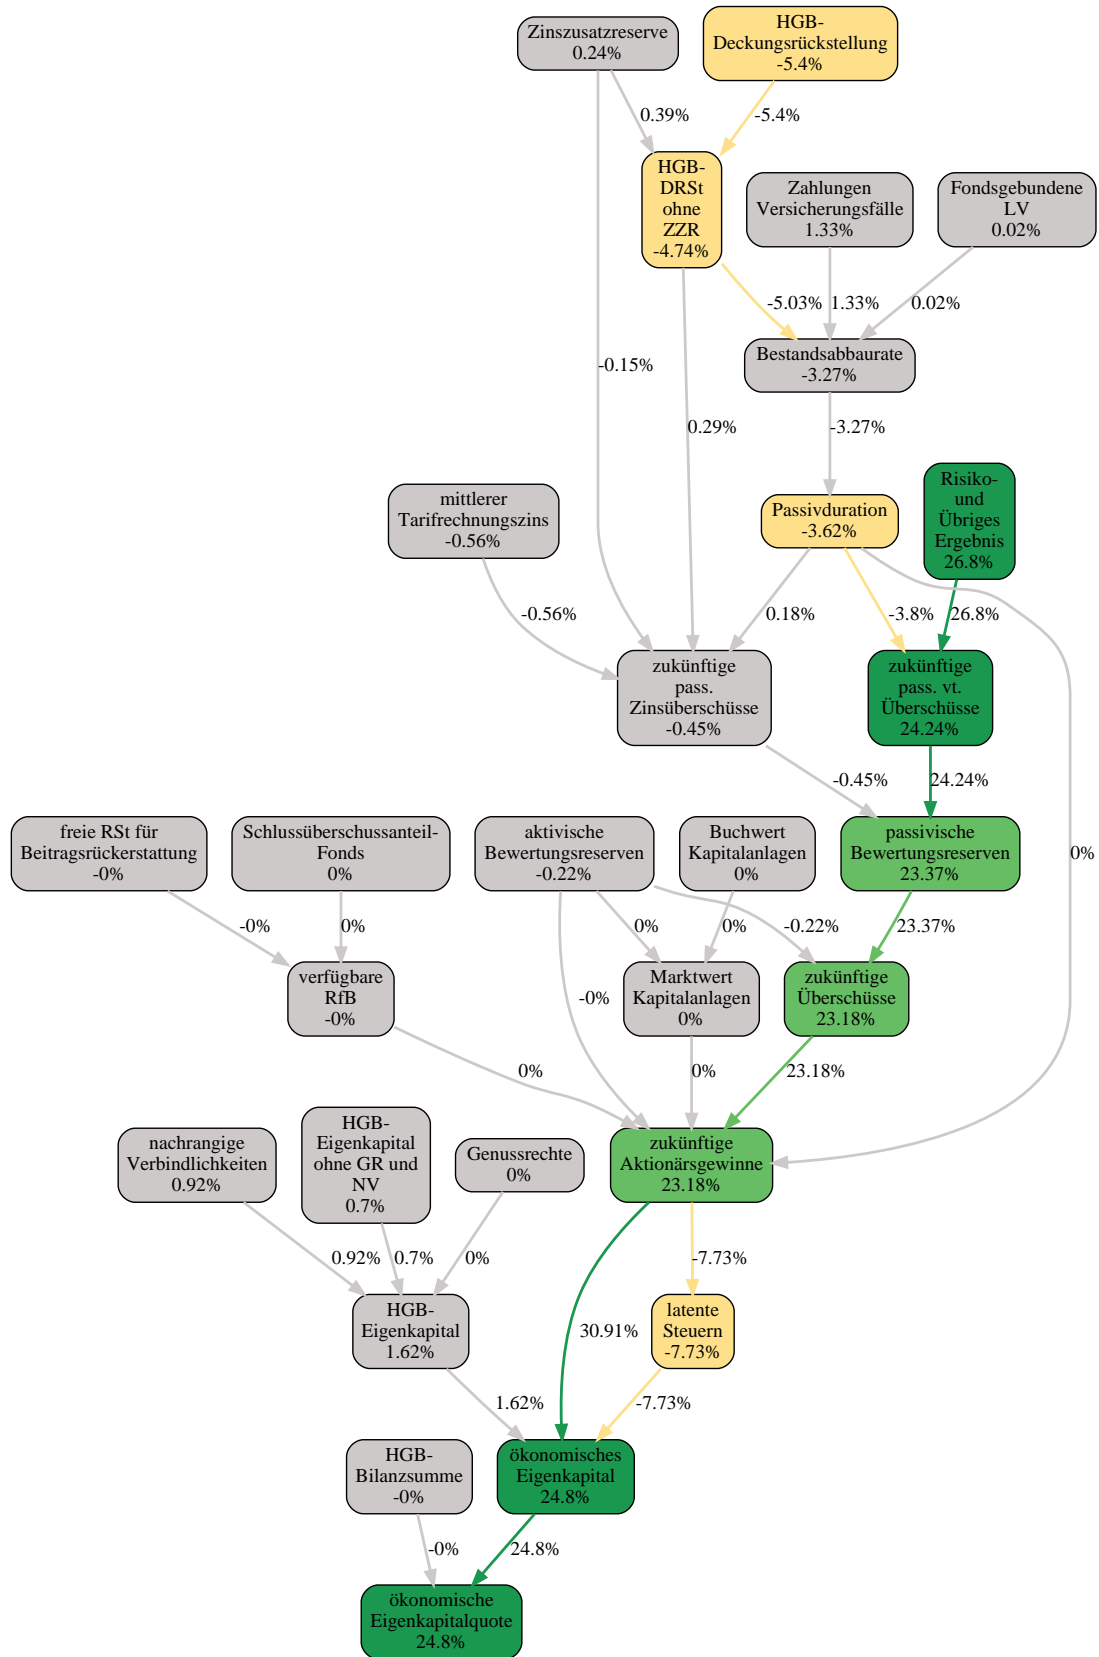 Zinszusatzreserve
0.24%
HGB-
Deckungsrückstellung
-5.4%
0.39%
-5.4%
HGB-
DRSt
ohne
ZZR
-4.74%
Zahlungen
Versicherungsfälle
1.33%
Fondsgebundene
LV
0.02%
-5.03%
1.33%
0.02%
Bestandsabbaurate
-3.27%
-0.15%
0.29%
-3.27%
mittlerer
Tarifrechnungszins
-0.56%
Passivduration
-3.62%
Risiko-
und
Übriges
Ergebnis
26.8%
-0.56%
0.18%
-3.8%
26.8%
zukünftige
pass.
Zinsüberschüsse
-0.45%
zukünftige
pass. vt.
Überschüsse
24.24%
-0.45%
24.24%
freie RSt für
Beitragsrückerstattung
-0%
Schlussüberschussanteil-
Fonds
0%
aktivische
Bewertungsreserven
-0.22%
Buchwert
Kapitalanlagen
0%
passivische
Bewertungsreserven
23.37%
0%
-0%
0%
0%
0%
-0.22%
23.37%
verfügbare
RfB
-0%
-0%
Marktwert
Kapitalanlagen
0%
zukünftige
Überschüsse
23.18%
0%
0%
23.18%
nachrangige
Verbindlichkeiten
0.92%
HGB-
Eigenkapital
ohne GR und
NV
0.7%
Genussrechte
0%
zukünftige
Aktionärsgewinne
23.18%
0.92%
0.7%
0%
-7.73%
HGB-
Eigenkapital
1.62%
30.91%
latente
Steuern
-7.73%
1.62%
-7.73%
HGB-
Bilanzsumme
-0%
ökonomisches
Eigenkapital
24.8%
-0%
24.8%
ökonomische
Eigenkapitalquote
24.8%